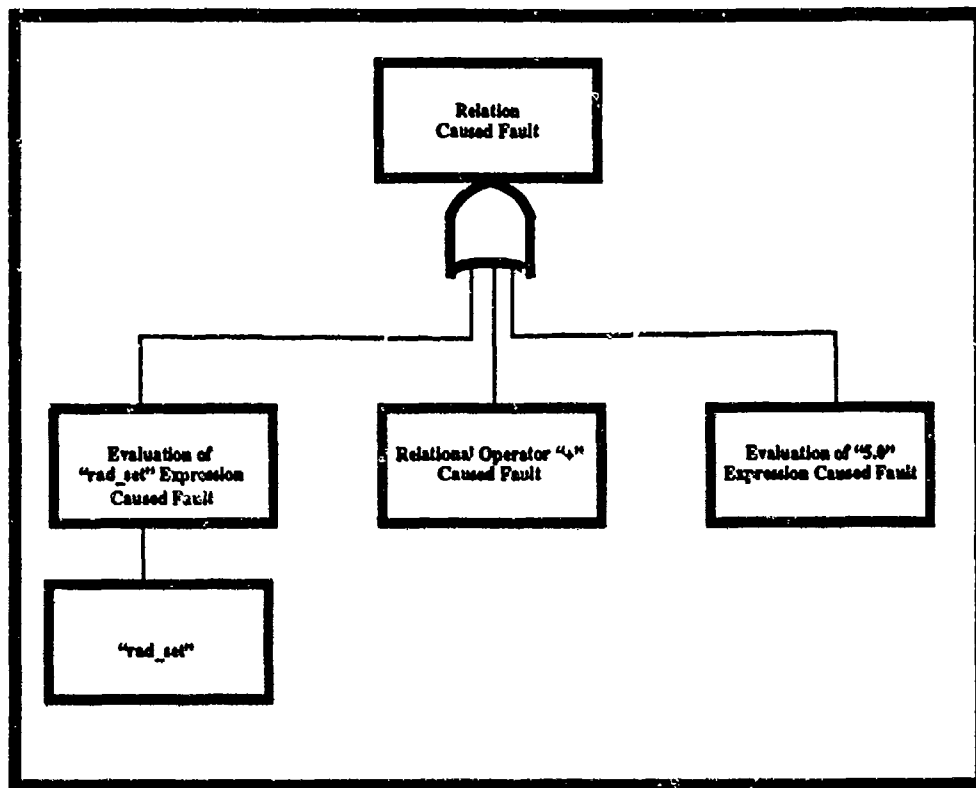 Relation
Caused Fault
Evaluation of
"rad_set" Expression
Caused Fault
Relational Operator "+"
Caused Fault
Evaluation of "5.0"
Expression Caused Fault
"rad_set"